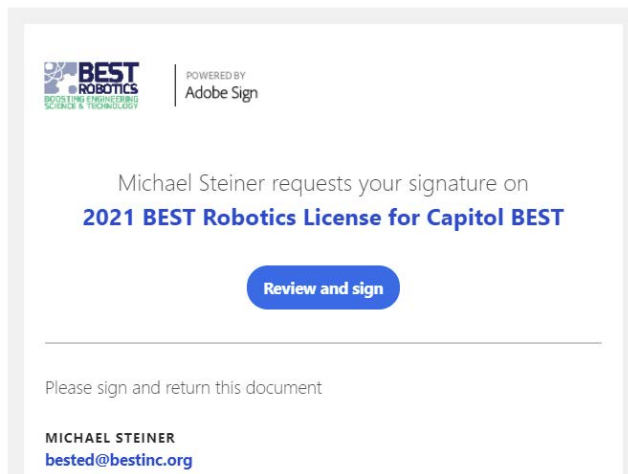 BEST
ROBOTICS
BOOSTING ENGINEERING
SCIENCE & TECHNOLOGY
POWERED BY
Adobe Sign
Michael Steiner requests your signature on
2021 BEST Robotics License for Capitol BEST
Review and sign
Please sign and return this document
MICHAEL STEINER
bested@bestinc.org